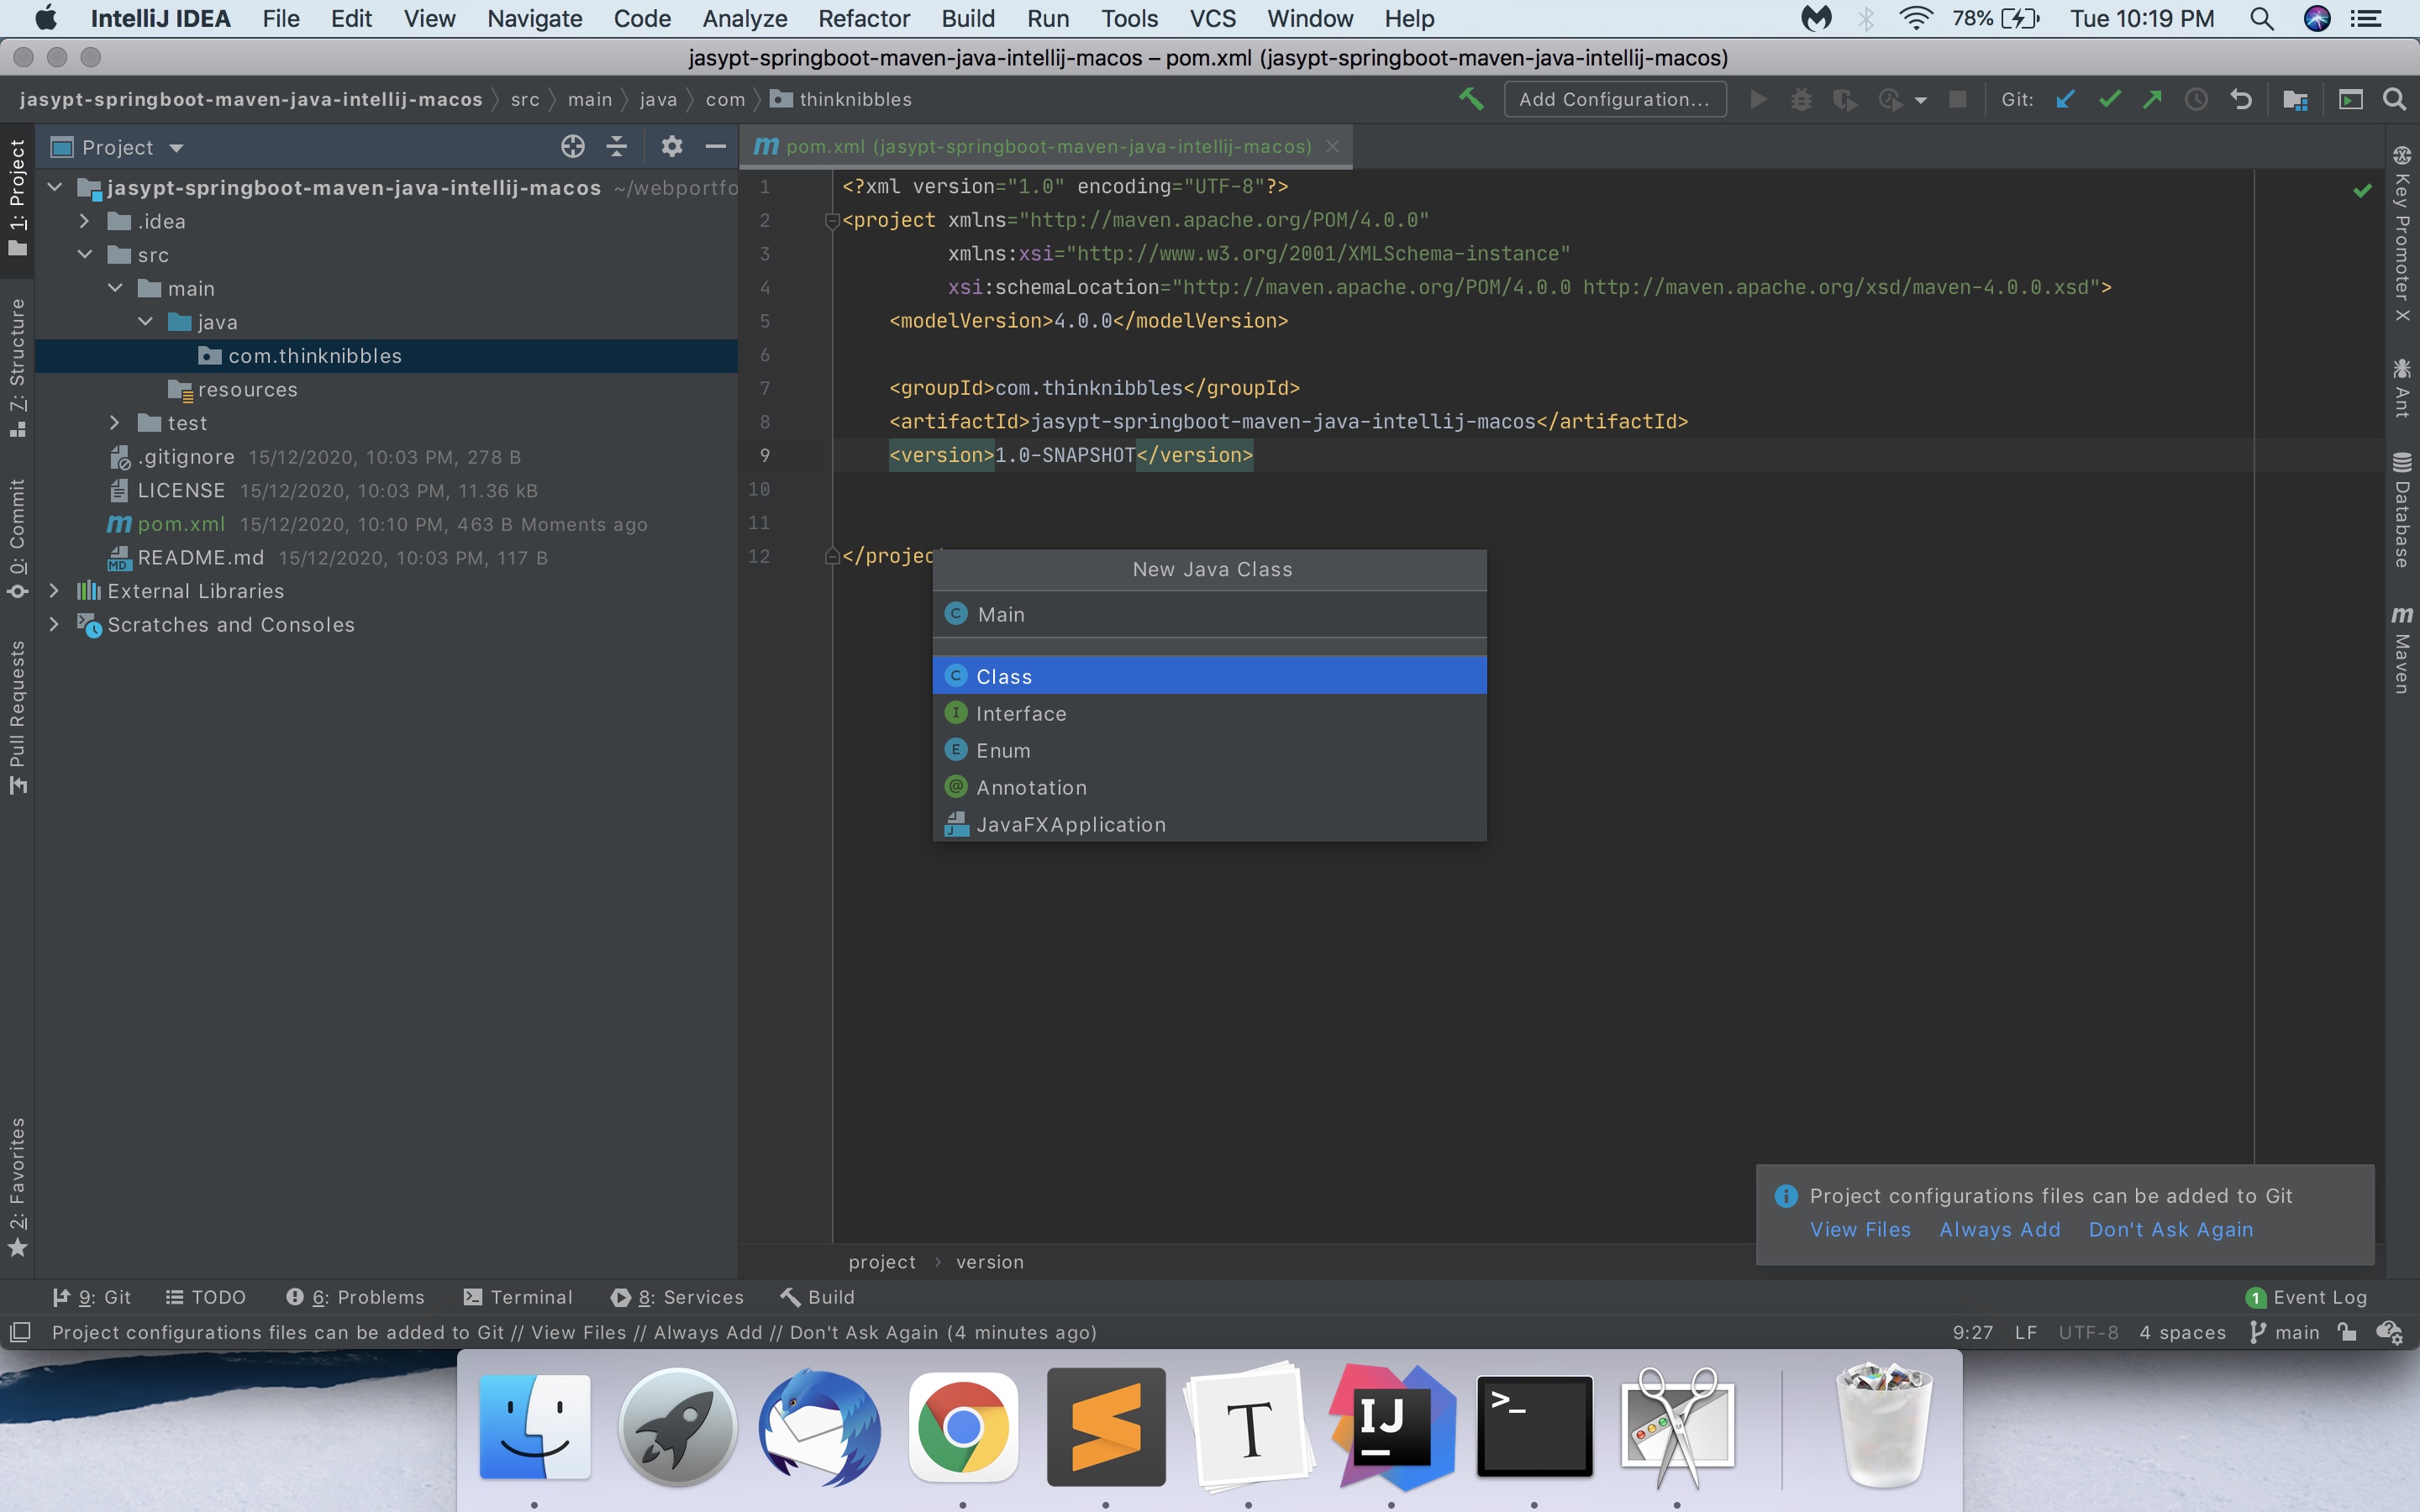 IntelliJ IDEA File Edit View Navigate Code Analyze Refactor Build Run Tools VCS Window Help 78% Tue 10:19 PM
jasypt-springboot-maven-java-intellij-macos – pom.xml (jasypt-springboot-maven-java-intellij-macos)
jasypt-springboot-maven-java-intellij-macos src main java com thinknibbles Add Configuration... Git:
Project
pom.xml (jasypt-springboot-maven-java-intellij-macos)
1: Project
7: Structure
0: Commit
Pull Requests
2: Favorites
jasypt-springboot-maven-java-intellij-macos ~/webportfo
.idea
src
main
java
com.thinknibbles
resources
test
.gitignore 15/12/2020, 10:03 PM, 278 B
LICENSE 15/12/2020, 10:03 PM, 11.36 kB
pom.xml 15/12/2020, 10:10 PM, 463 B Moments ago
README.md 15/12/2020, 10:03 PM, 117 B
External Libraries
Scratches and Consoles
1 <?xml version="1.0" encoding="UTF-8"?>
2 <project xmlns="http://maven.apache.org/POM/4.0.0"
3 xmlns:xsi="http://www.w3.org/2001/XMLSchema-instance"
4 xsi:schemaLocation="http://maven.apache.org/POM/4.0.0 http://maven.apache.org/xsd/maven-4.0.0.xsd">
5 <modelVersion>4.0.0</modelVersion>
6
7 <groupId>com.thinknibbles</groupId>
8 <artifactId>jasypt-springboot-maven-java-intellij-macos</artifactId>
9 <version>1.0-SNAPSHOT</version>
10
11
12 </projec
New Java Class
Main
Class
Interface
Enum
Annotation
JavaFXApplication
Key Promoter X
Ant
Database
Maven
Project configurations files can be added to Git
View Files Always Add Don't Ask Again
project › version
9: Git TODO 6: Problems Terminal 8: Services Build 1 Event Log
Project configurations files can be added to Git // View Files // Always Add // Don't Ask Again (4 minutes ago) 9:27 LF UTF-8 4 spaces main
T
IJ
>_